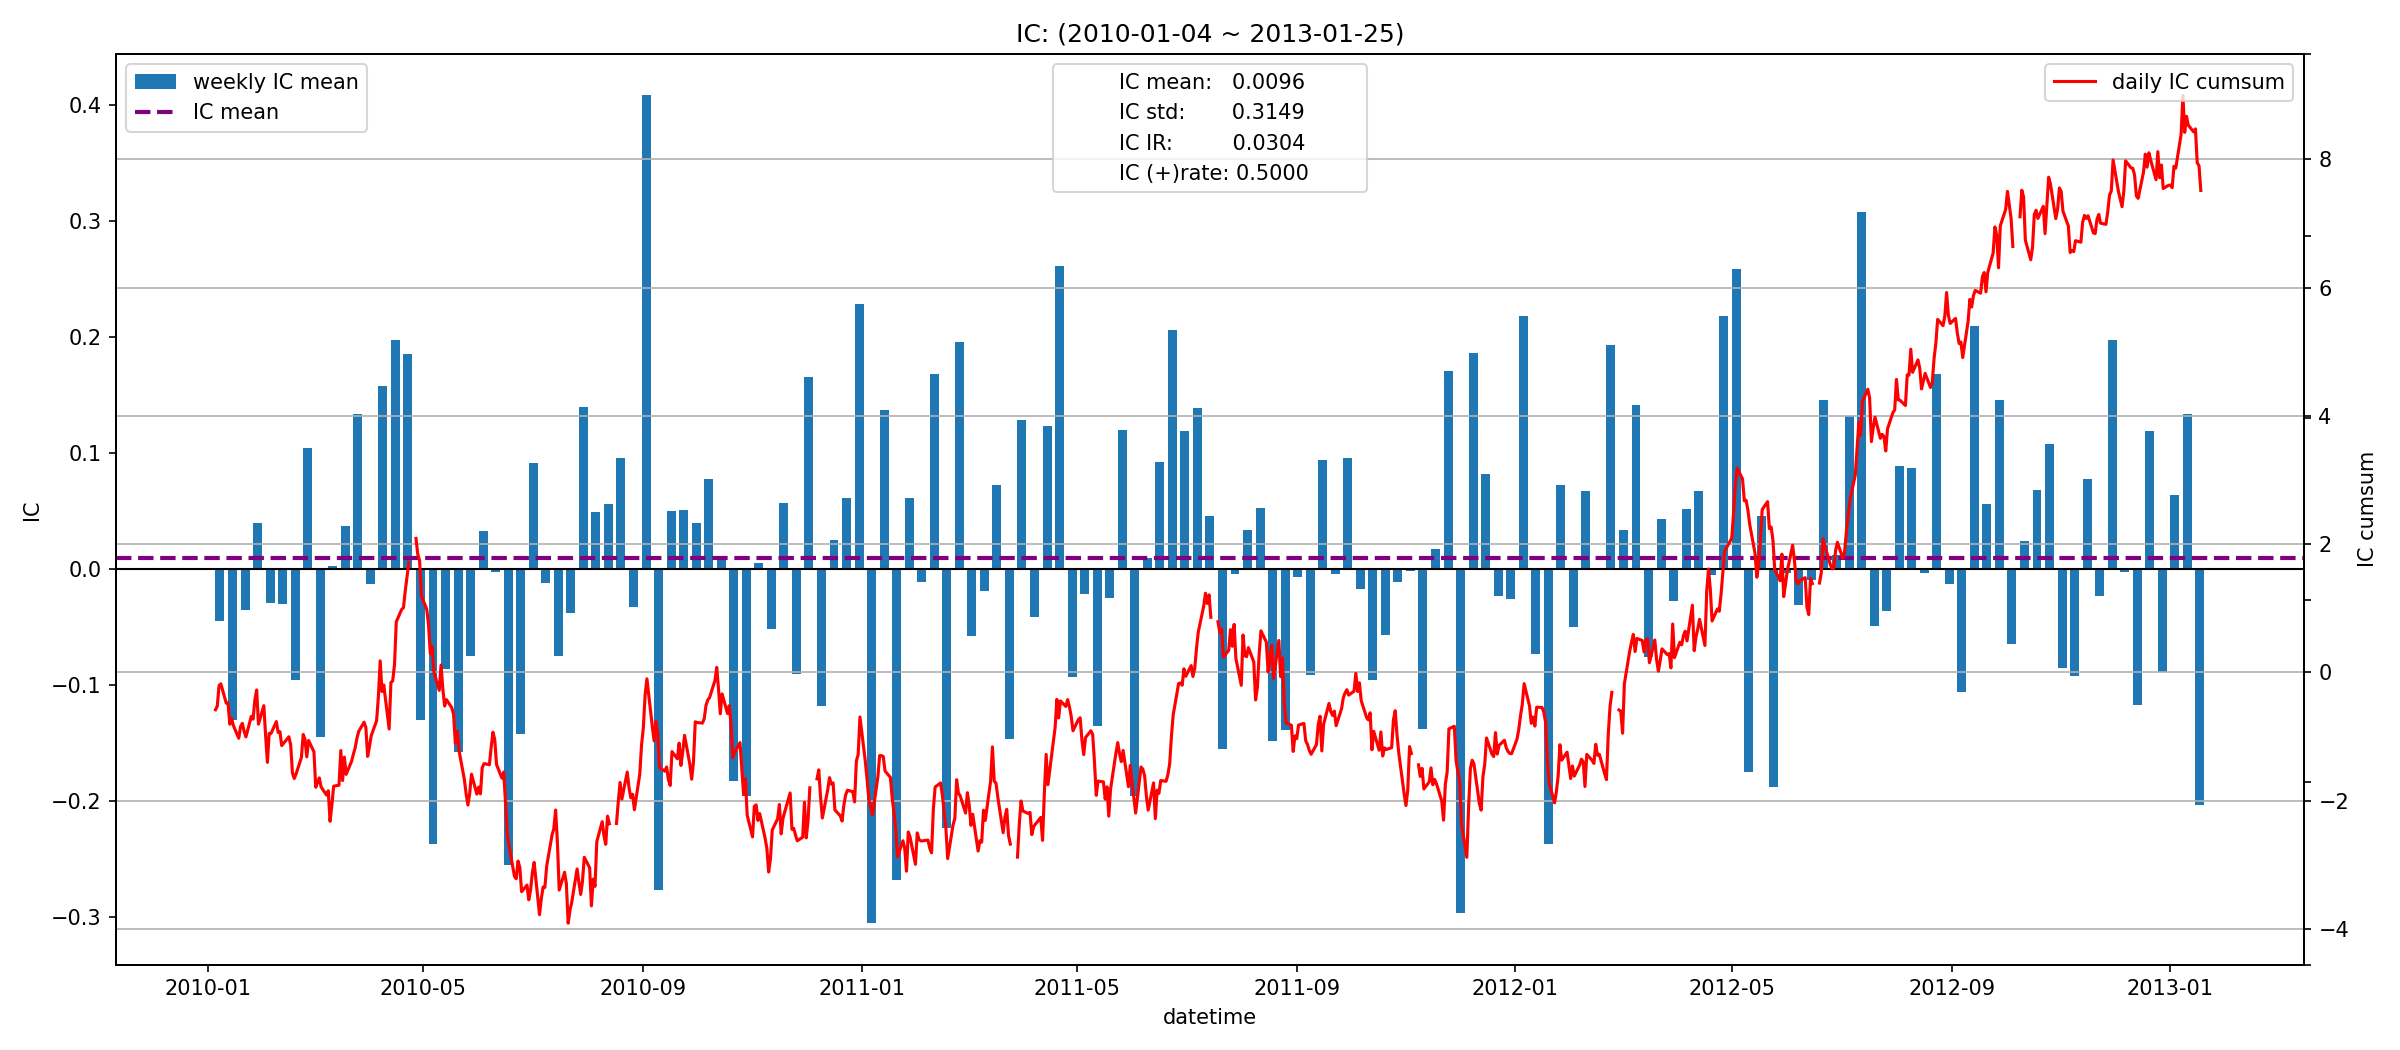 IC: (2010-01-04 ~ 2013-01-25)
weekly IC mean
IC mean
IC mean: 0.0096
IC std: 0.3149
IC IR: 0.0304
IC (+)rate: 0.5000
daily IC cumsum
0.4
0.3
0.2
0.1
0.0
−0.1
−0.2
−0.3
IC
8
6
4
2
0
−2
−4
IC cumsum
2010-01 2010-05 2010-09 2011-01 2011-05 2011-09 2012-01 2012-05 2012-09 2013-01
datetime